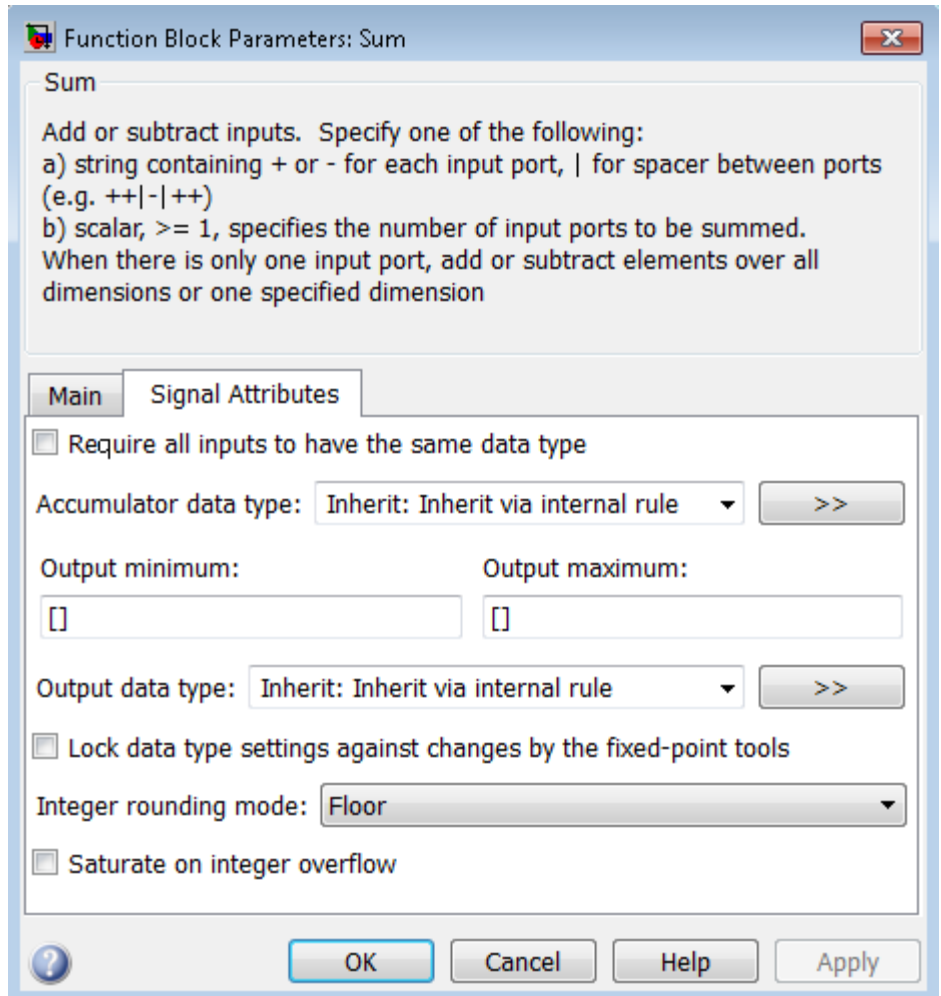 Function Block Parameters: Sum
Sum
Add or subtract inputs.  Specify one of the following:
a) string containing + or - for each input port, | for spacer between ports
(e.g. ++|-|++)
b) scalar, >= 1, specifies the number of input ports to be summed.
When there is only one input port, add or subtract elements over all
dimensions or one specified dimension
Main
Signal Attributes
Require all inputs to have the same data type
Accumulator data type: Inherit: Inherit via internal rule >>
Output minimum: Output maximum:
[] []
Output data type: Inherit: Inherit via internal rule >>
Lock data type settings against changes by the fixed-point tools
Integer rounding mode: Floor
Saturate on integer overflow
? OK Cancel Help Apply